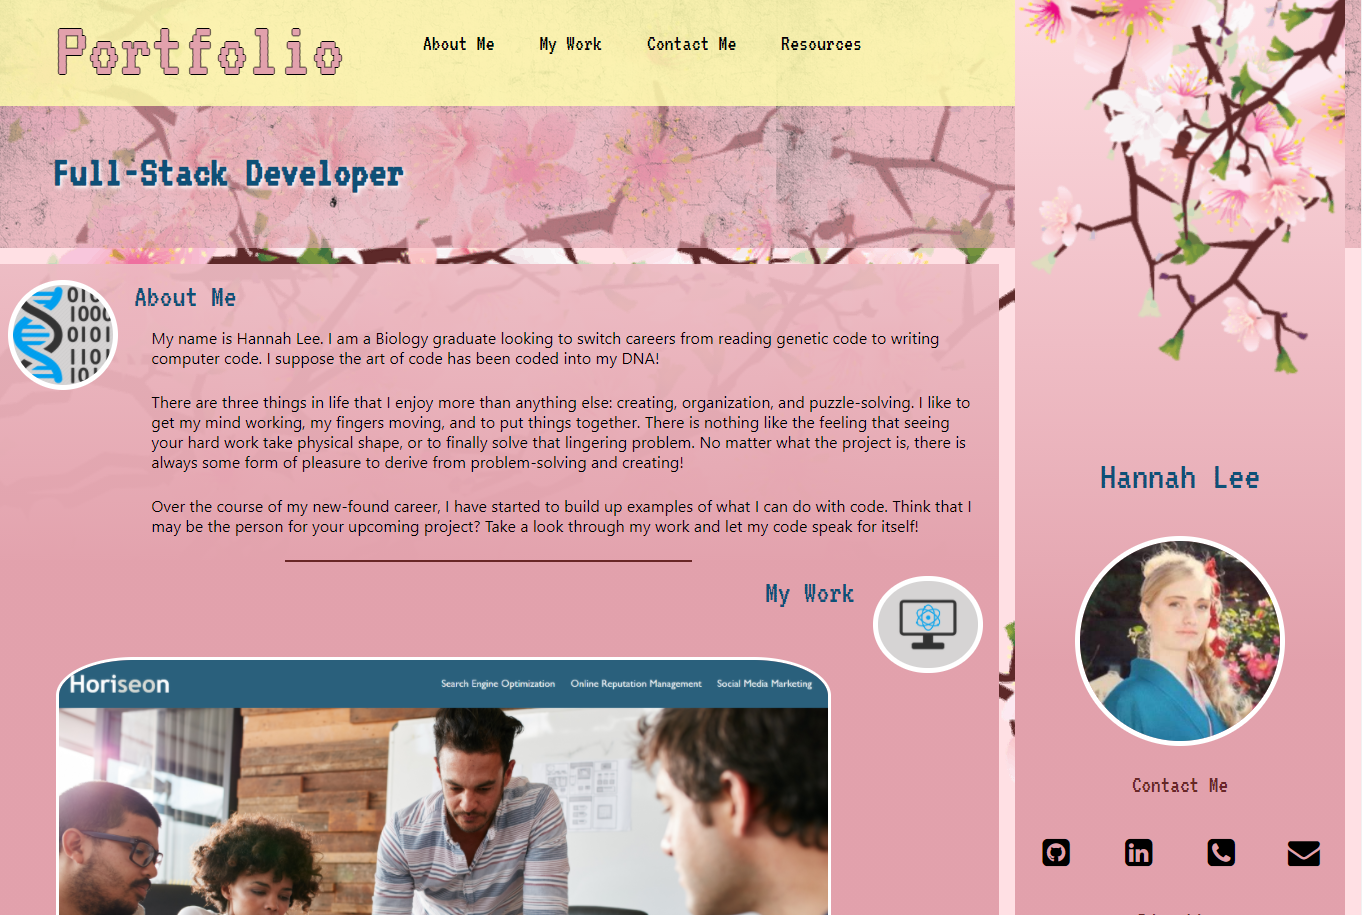 Portfolio
About Me
My Work
Contact Me
Resources
Full-Stack Developer
About Me
My name is Hannah Lee. I am a Biology graduate looking to switch careers from reading genetic code to writing
computer code. I suppose the art of code has been coded into my DNA!
There are three things in life that I enjoy more than anything else: creating, organization, and puzzle-solving. I like to
get my mind working, my fingers moving, and to put things together. There is nothing like the feeling that seeing
your hard work take physical shape, or to finally solve that lingering problem. No matter what the project is, there is
always some form of pleasure to derive from problem-solving and creating!
Over the course of my new-found career, I have started to build up examples of what I can do with code. Think that I
may be the person for your upcoming project? Take a look through my work and let my code speak for itself!
My Work
Horiseon
Search Engine Optimization
Online Reputation Management
Social Media Marketing
Hannah Lee
Contact Me
in